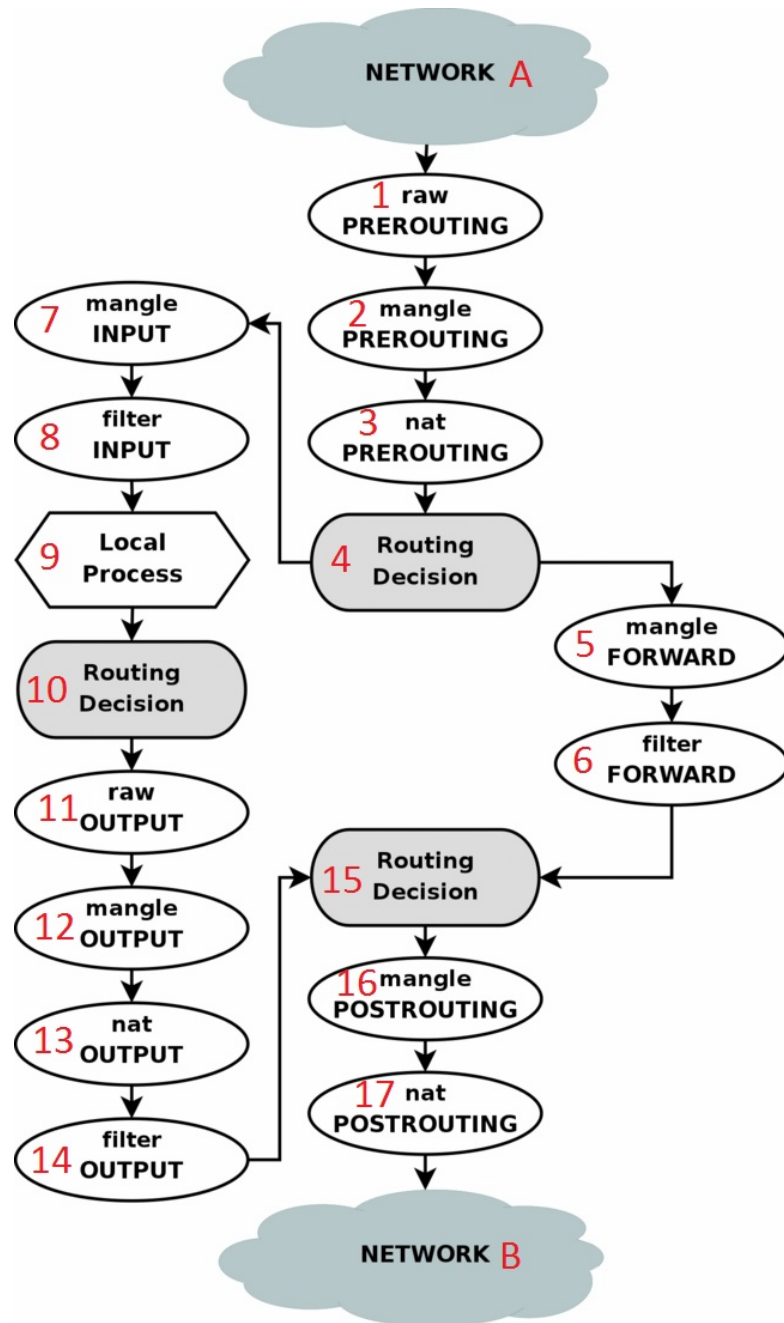 NETWORK A
1 raw
PREROUTING
2 mangle
PREROUTING
3 nat
PREROUTING
4 Routing
Decision
5 mangle
FORWARD
6 filter
FORWARD
7 mangle
INPUT
8 filter
INPUT
9 Local
Process
10 Routing
Decision
11 raw
OUTPUT
12 mangle
OUTPUT
13 nat
OUTPUT
14 filter
OUTPUT
15 Routing
Decision
16 mangle
POSTROUTING
17 nat
POSTROUTING
NETWORK B